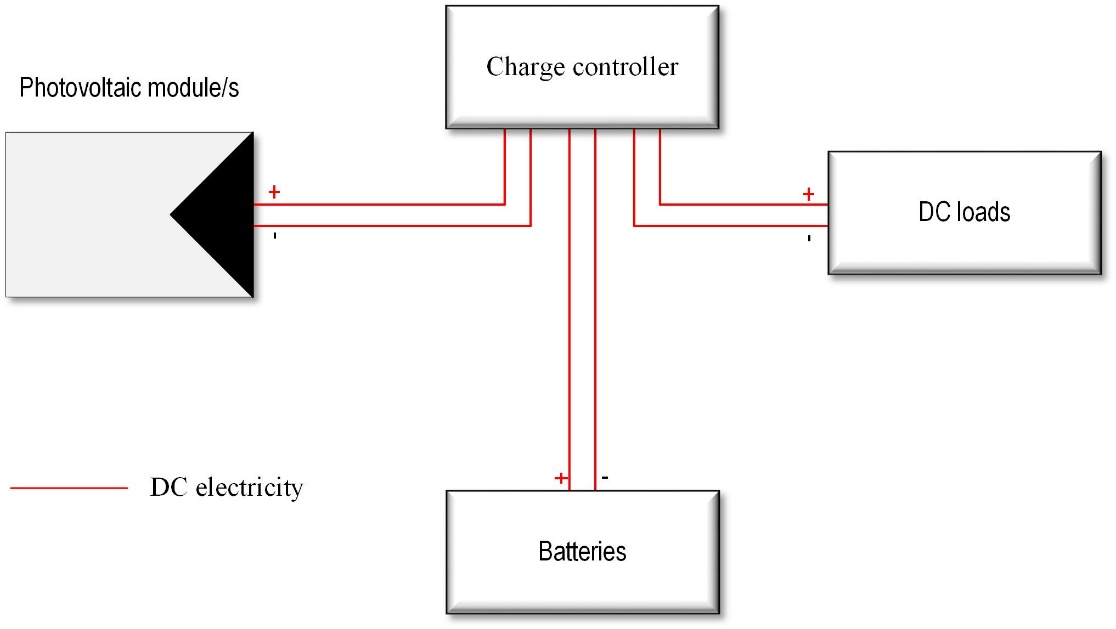 Charge controller
Photovoltaic module/s
+
-
+
-
DC loads
DC electricity
+ -
Batteries